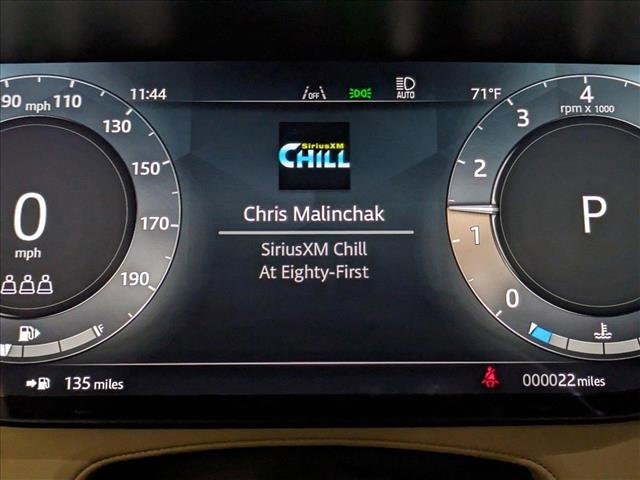 11:44
OFF
AUTO
71°F
90 mph 110
130
150
170
190
0
mph
F
SiriusXM
CHILL
Chris Malinchak
SiriusXM Chill
At Eighty-First
4
rpm x 1000
3
2
1
0
P
135 miles
000022 miles